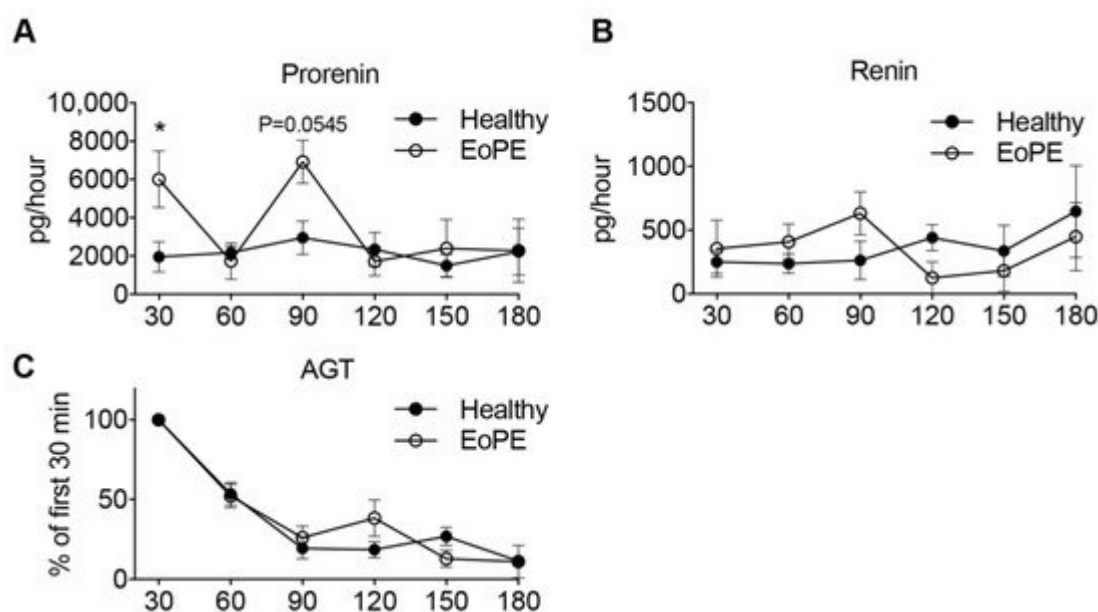 A
Prorenin
10,000
8000
6000
4000
2000
0
pg/hour
*
P=0.0545
Healthy
EoPE
30 60 90 120 150 180
B
Renin
1500
1000
500
0
pg/hour
Healthy
EoPE
30 60 90 120 150 180
C
AGT
100
50
0
% of first 30 min
Healthy
EoPE
30 60 90 120 150 180